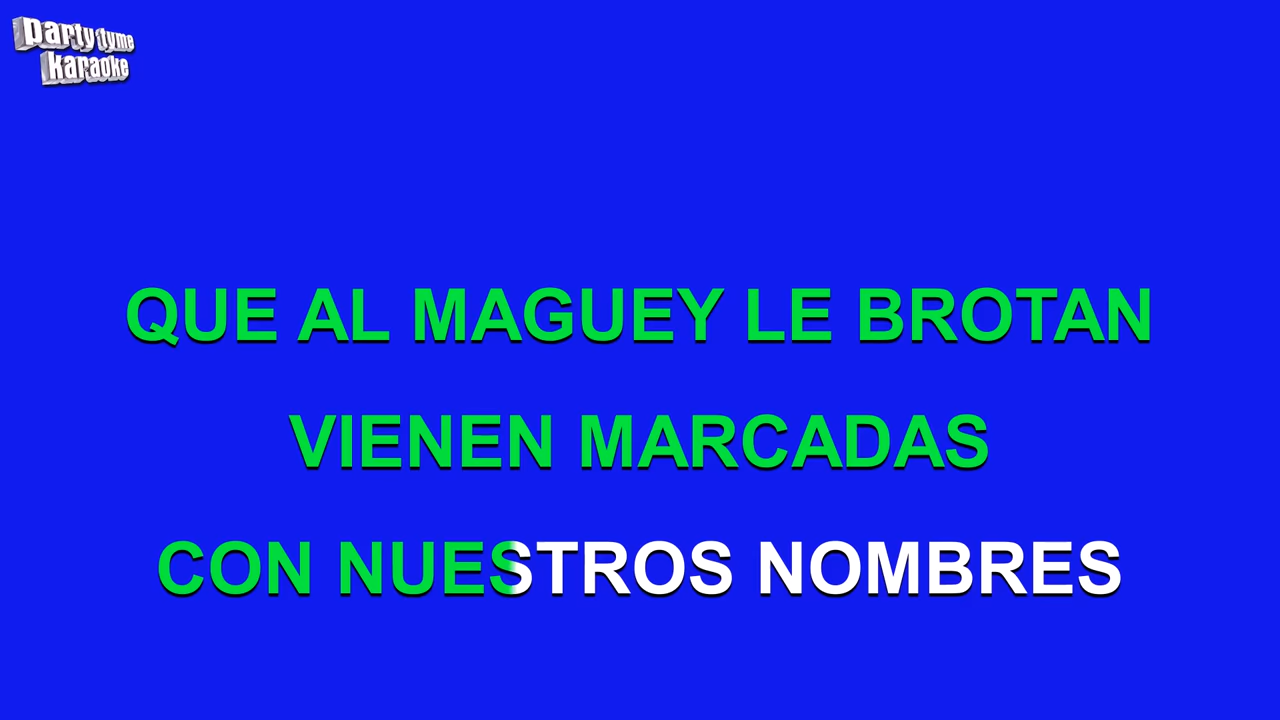 party tyme
karaoke
QUE AL MAGUEY LE BROTAN
VIENEN MARCADAS
CON NUESTROS NOMBRES